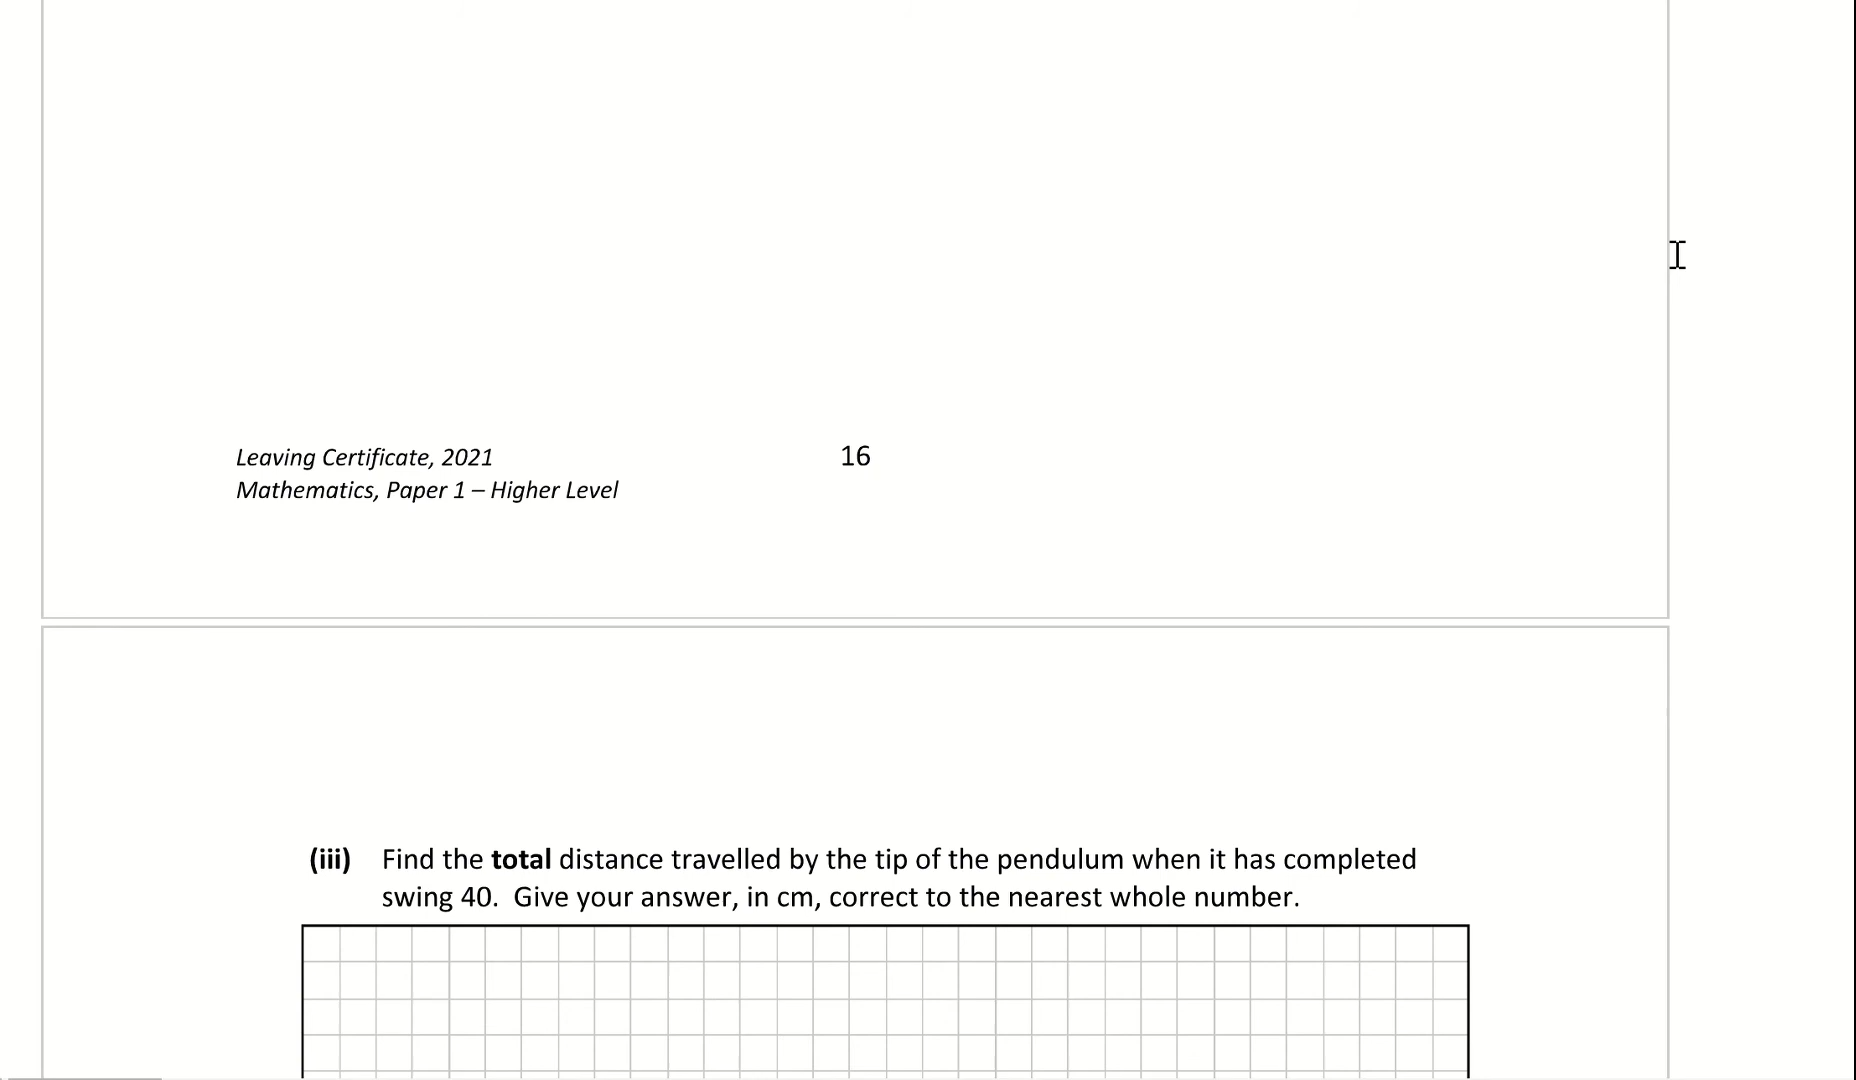 Leaving Certificate, 2021
16
Mathematics, Paper 1 – Higher Level
(iii) Find the total distance travelled by the tip of the pendulum when it has completed
swing 40. Give your answer, in cm, correct to the nearest whole number.